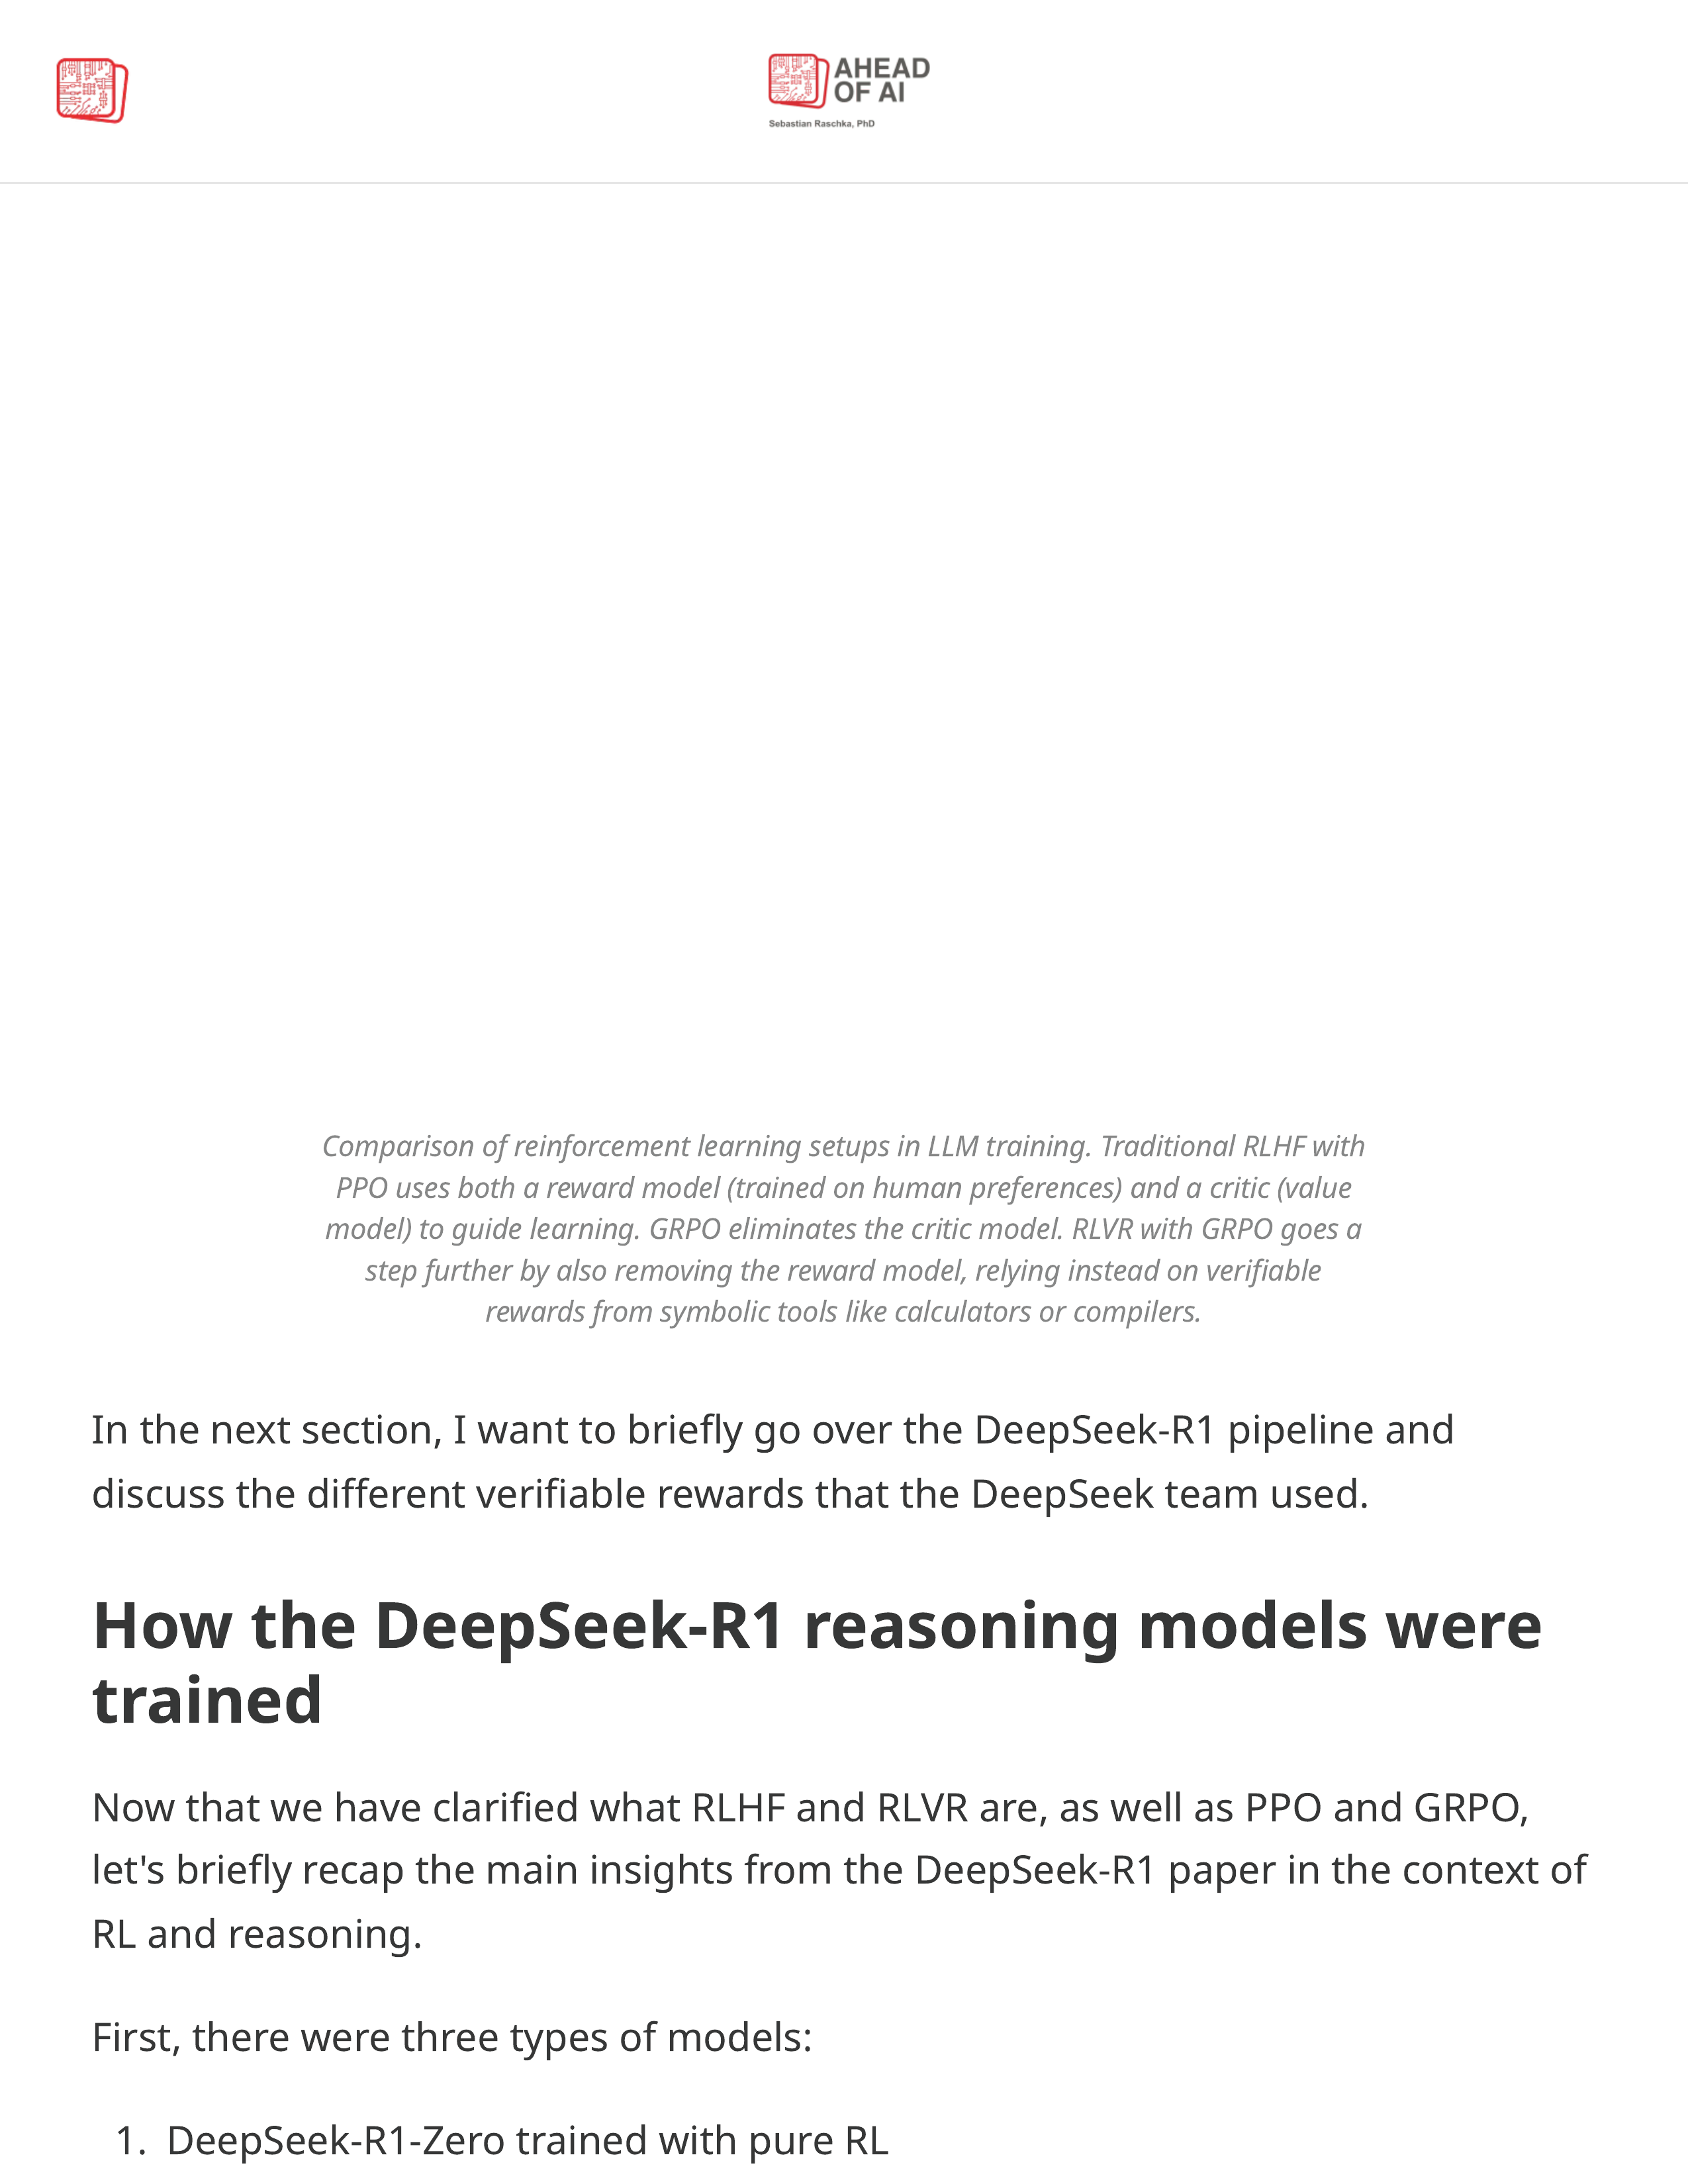 AHEAD
OF AI
Sebastian Raschka, PhD
Comparison of reinforcement learning setups in LLM training. Traditional RLHF with
PPO uses both a reward model (trained on human preferences) and a critic (value
model) to guide learning. GRPO eliminates the critic model. RLVR with GRPO goes a
step further by also removing the reward model, relying instead on verifiable
rewards from symbolic tools like calculators or compilers.
In the next section, I want to briefly go over the DeepSeek-R1 pipeline and
discuss the different verifiable rewards that the DeepSeek team used.
How the DeepSeek-R1 reasoning models were
trained
Now that we have clarified what RLHF and RLVR are, as well as PPO and GRPO,
let's briefly recap the main insights from the DeepSeek-R1 paper in the context of
RL and reasoning.
First, there were three types of models:
1. DeepSeek-R1-Zero trained with pure RL